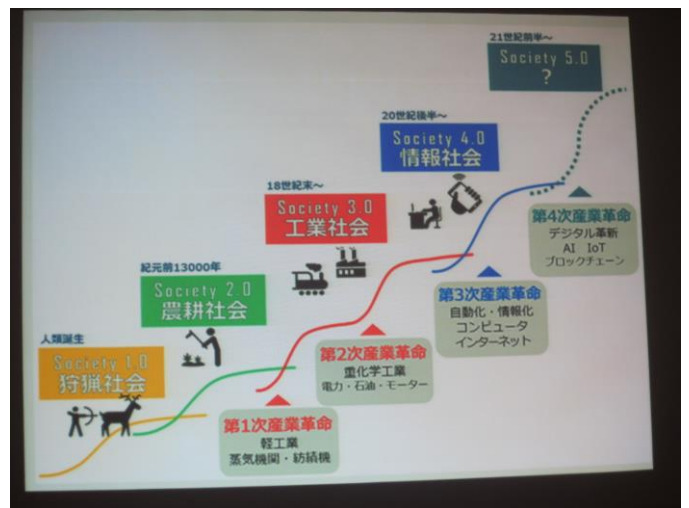 21世紀前半～
Society 5.0
?
20世紀後半～
Society 4.0
情報社会
18世紀末～
Society 3.0
工業社会
紀元前13000年
Society 2.0
農耕社会
人類誕生
Society 1.0
狩猟社会
第1次産業革命
軽工業
蒸気機関・紡績機
第2次産業革命
重化学工業
電力・石油・モーター
第3次産業革命
自動化・情報化
コンピュータ
インターネット
第4次産業革命
デジタル革新
AI IoT
ブロックチェーン